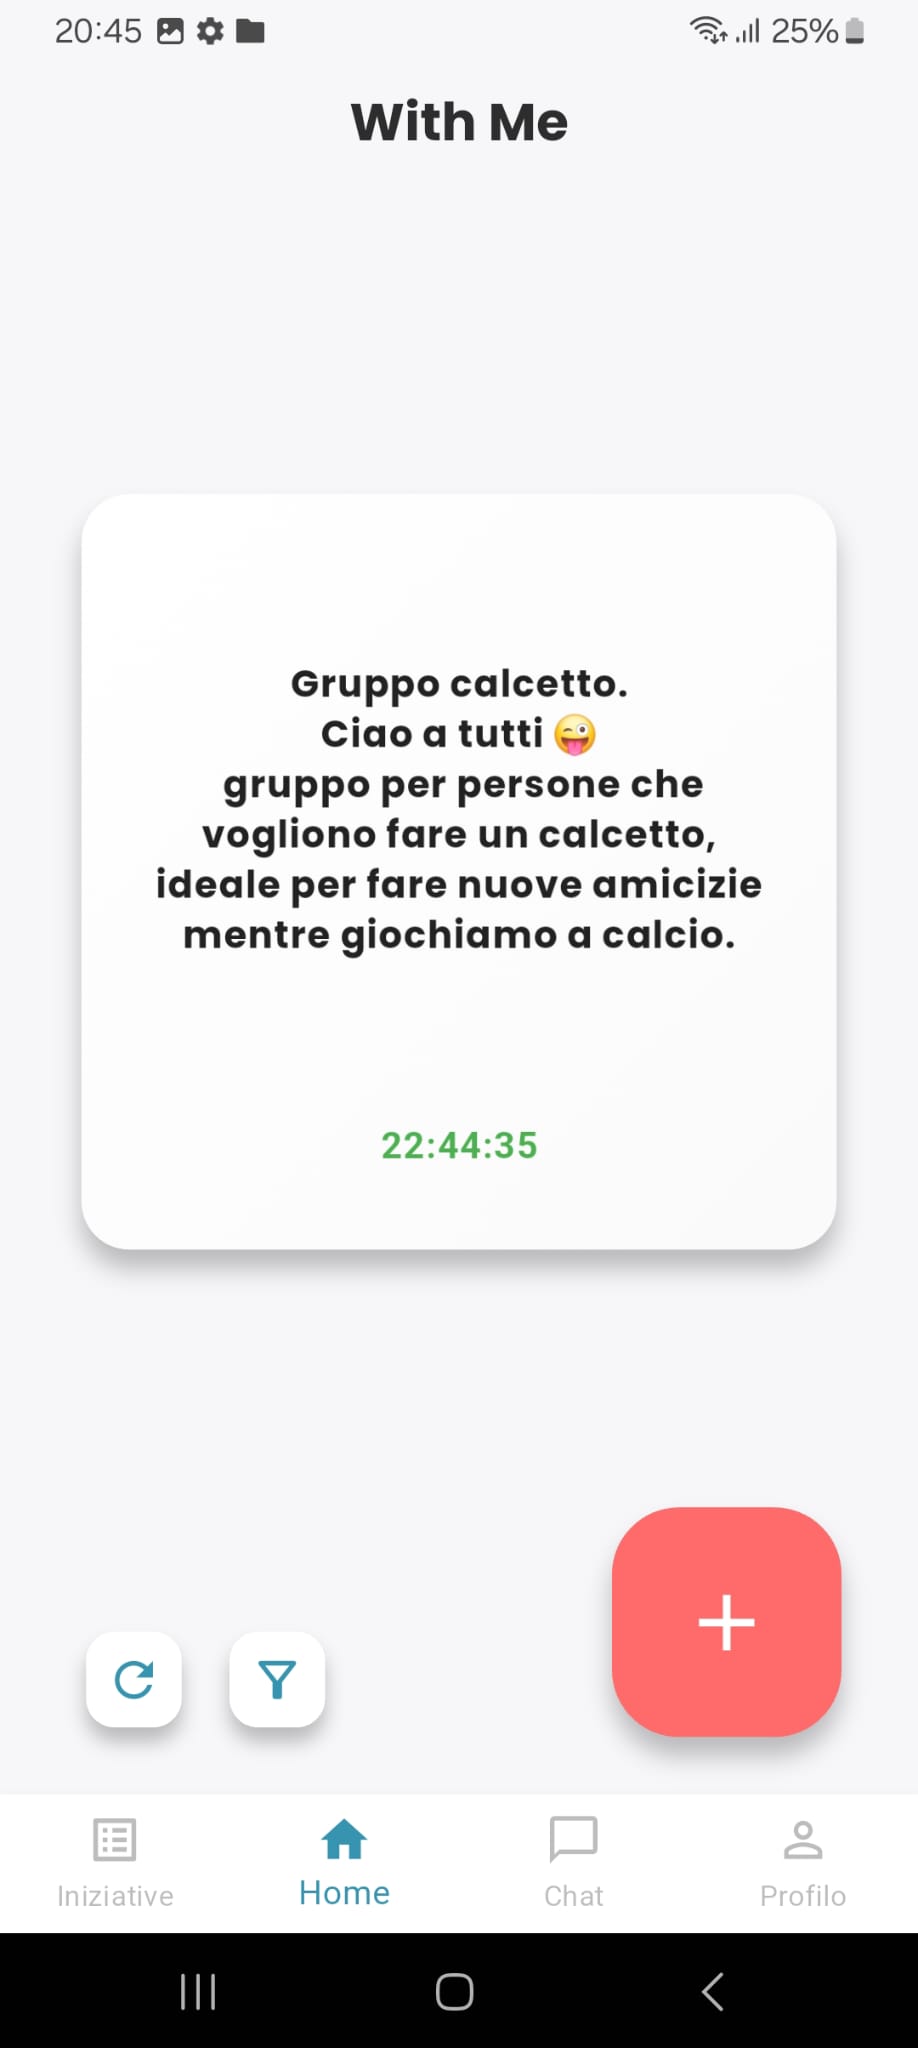 20:45 25%
With Me
Gruppo calcetto.
Ciao a tutti 😜
gruppo per persone che
vogliono fare un calcetto,
ideale per fare nuove amicizie
mentre giochiamo a calcio.
22:44:35
Iniziative Home Chat Profilo